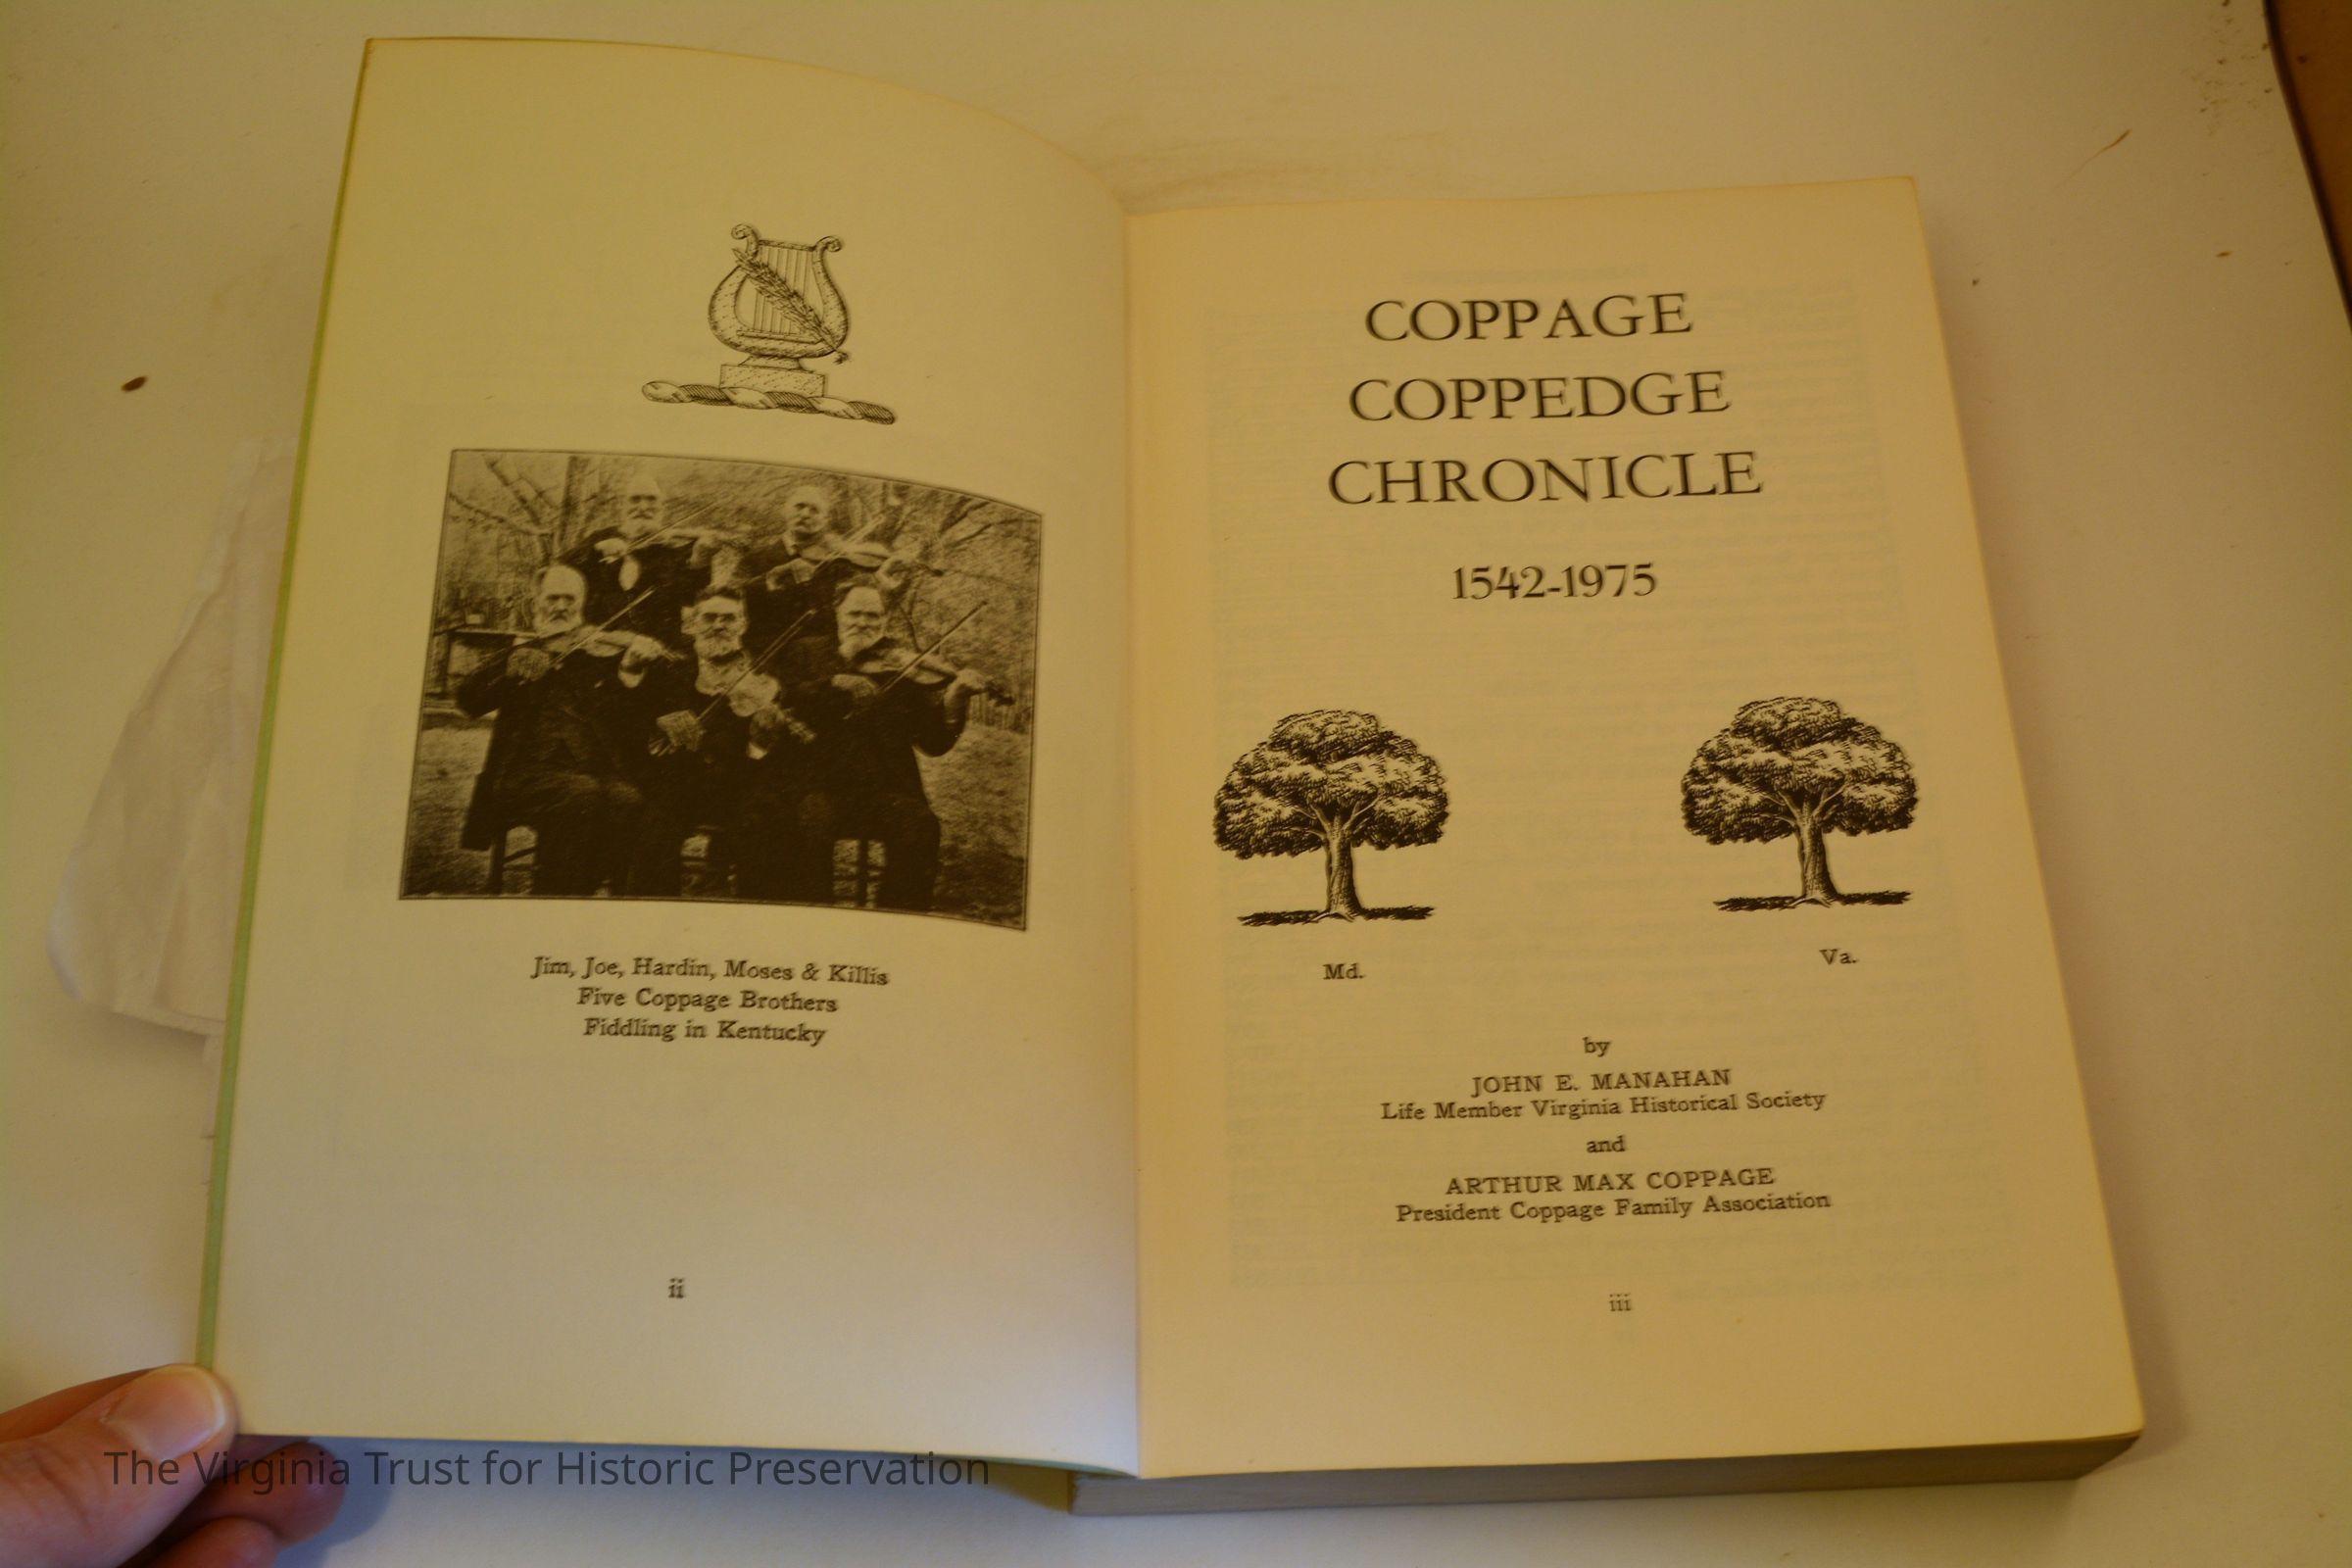 Jim, Joe, Hardin, Moses & Killis
Five Coppage Brothers
Fiddling in Kentucky
ii
COPPAGE
COPPEDGE
CHRONICLE
1542-1975
Md.
Va.
by
JOHN E. MANAHAN
Life Member Virginia Historical Society
and
ARTHUR MAX COPPAGE
President Coppage Family Association
iii
The Virginia Trust for Historic Preservation